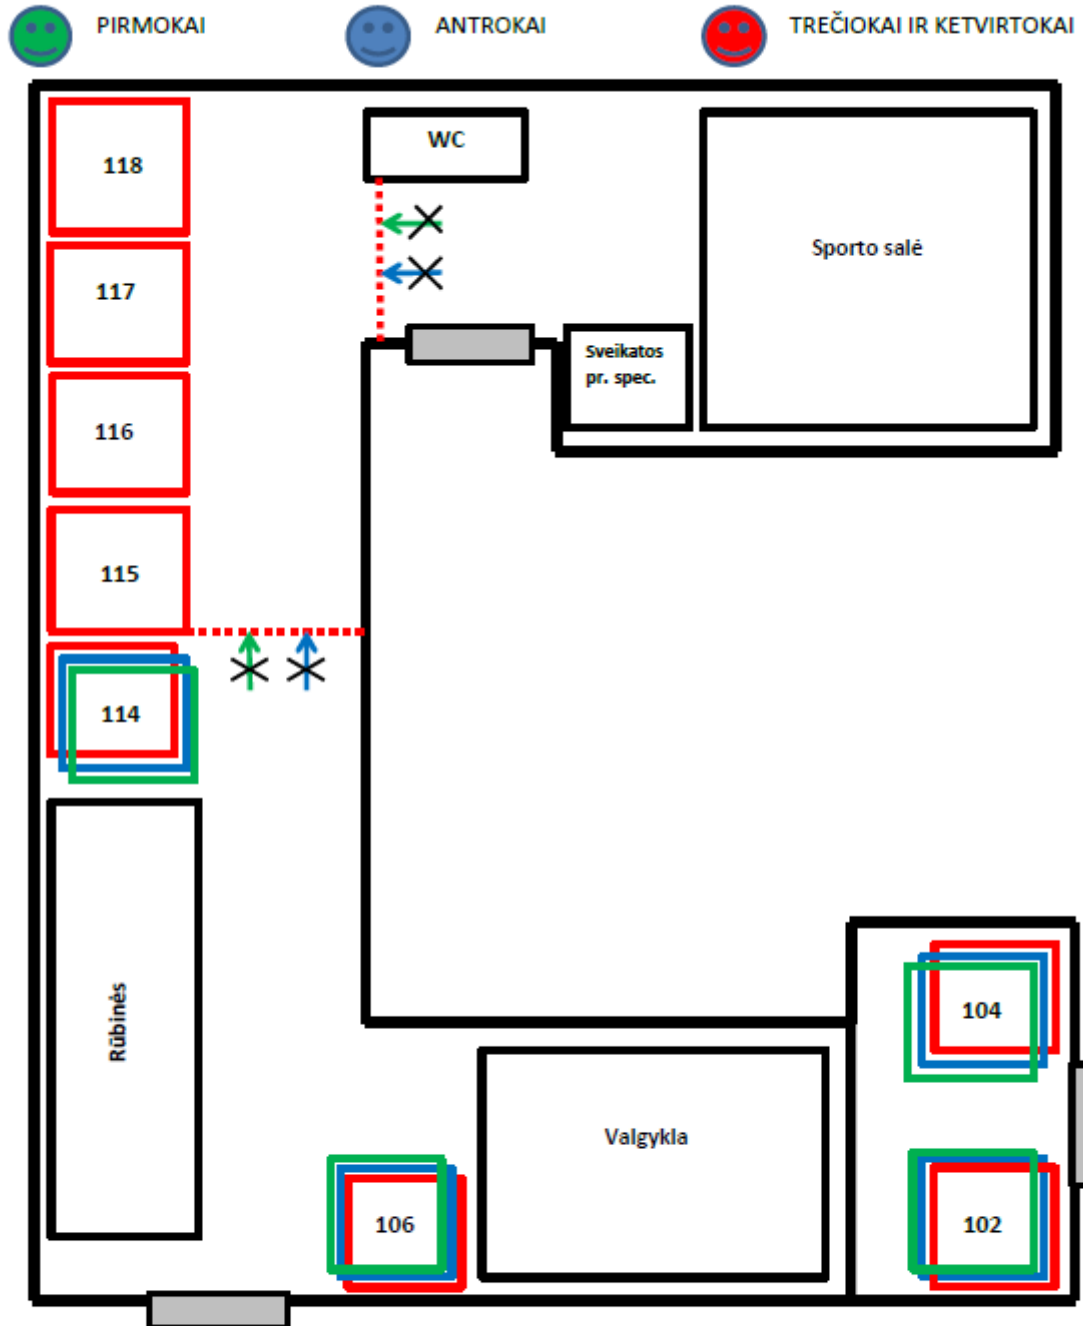 PIRMOKAI
ANTROKAI
TREČIOKAI IR KETVIRTOKAI
118
WC
Sporto salė
117
Sveikatos
pr. spec.
116
115
114
Rūbinės
104
Valgykla
106
102